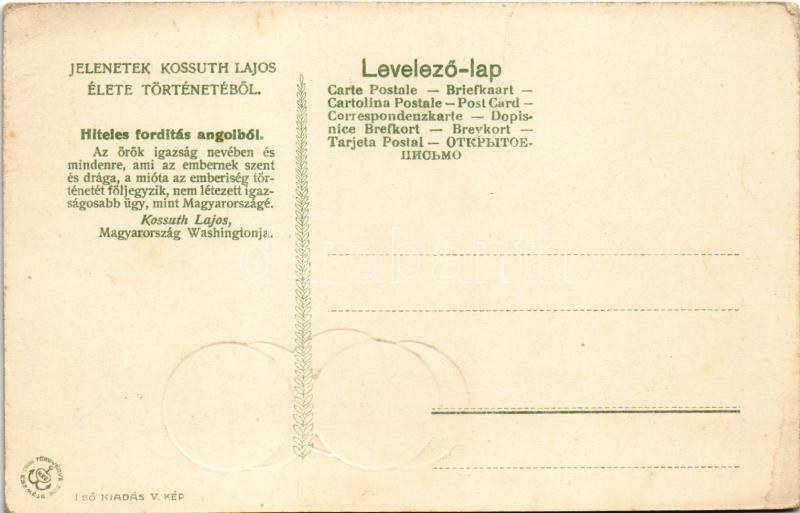 JELENETEK KOSSUTH LAJOS
ÉLETE TÖRTÉNETÉBŐL.
Hiteles forditás angolból.
Az örök igazság nevében és
mindenre, ami az embernek szent
és drága, a mióta az emberiség tör-
ténetét följegyzik, nem létezett igaz-
ságosabb ügy, mint Magyarországé.
Kossuth Lajos,
Magyarország Washingtonja.
Levelező-lap
Carte Postale — Briefkaart —
Cartolina Postale — Post Card —
Correspondenzkarte — Dopis-
nice Brefkort — Brevkort —
Tarjeta Postal — ОТКРЫТОЕ-
ПИСЬМО
darabanth
1 SŐ KIADÁS V. KÉP